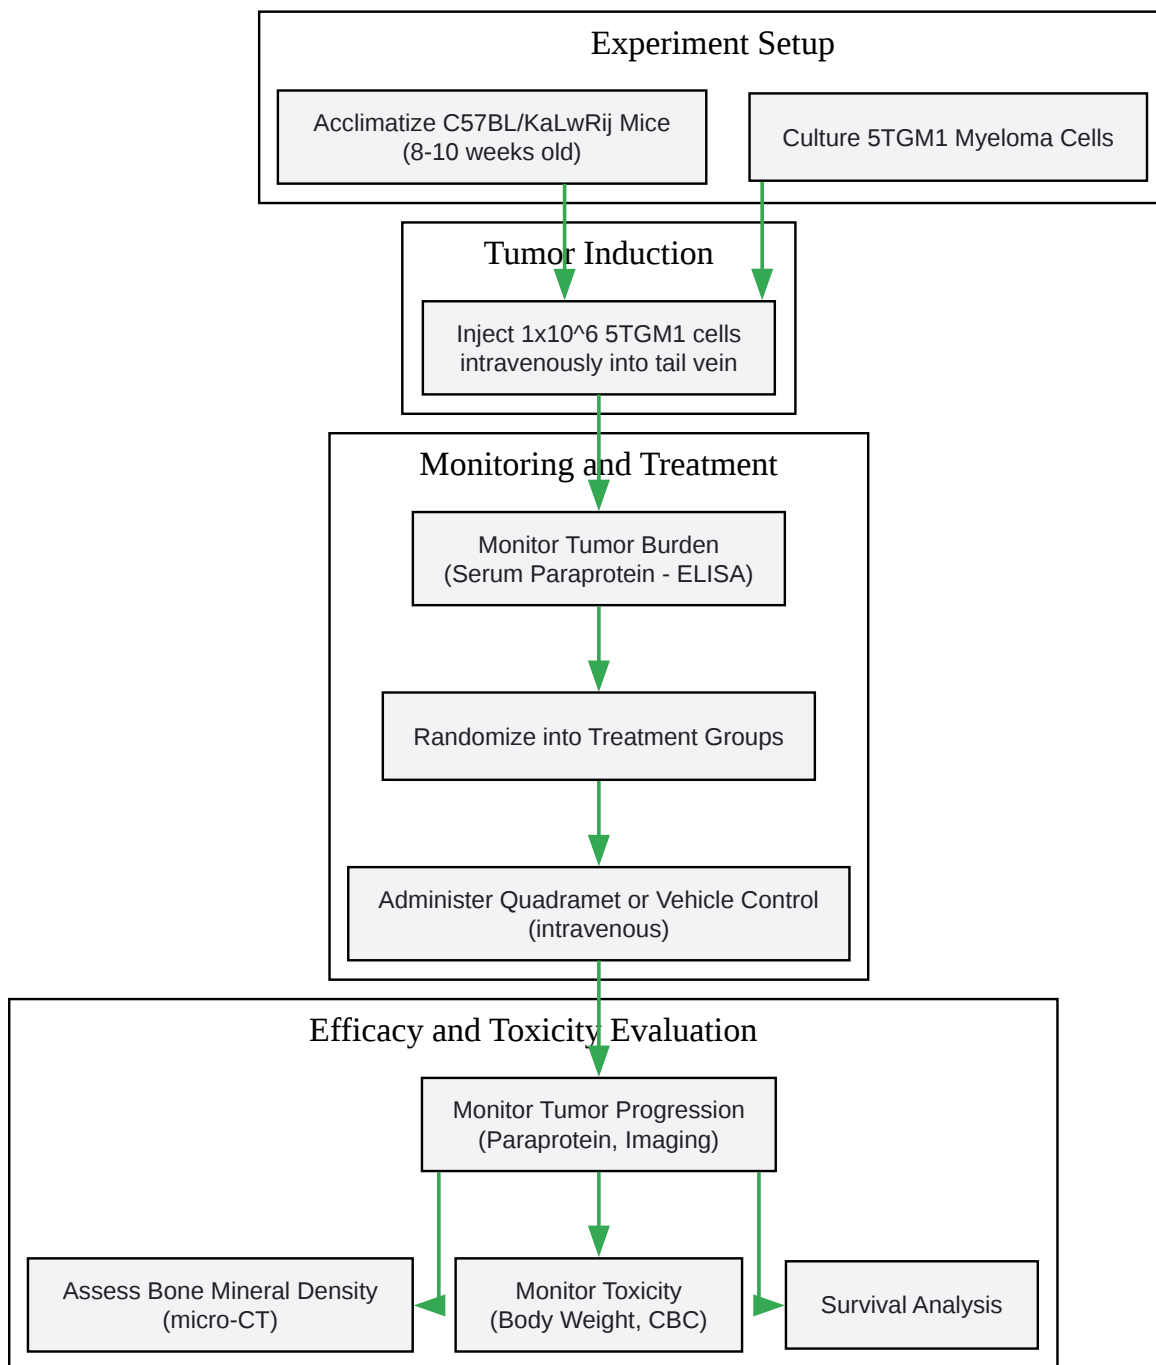 Experiment Setup
Acclimatize C57BL/KaLwRij Mice
(8-10 weeks old)
Culture 5TGM1 Myeloma Cells
Tumor Induction
Inject 1x10^6 5TGM1 cells
intravenously into tail vein
Monitoring and Treatment
Monitor Tumor Burden
(Serum Paraprotein - ELISA)
Randomize into Treatment Groups
Administer Quadramet or Vehicle Control
(intravenous)
Efficacy and Toxicity Evaluation
Monitor Tumor Progression
(Paraprotein, Imaging)
Assess Bone Mineral Density
(micro-CT)
Monitor Toxicity
(Body Weight, CBC)
Survival Analysis